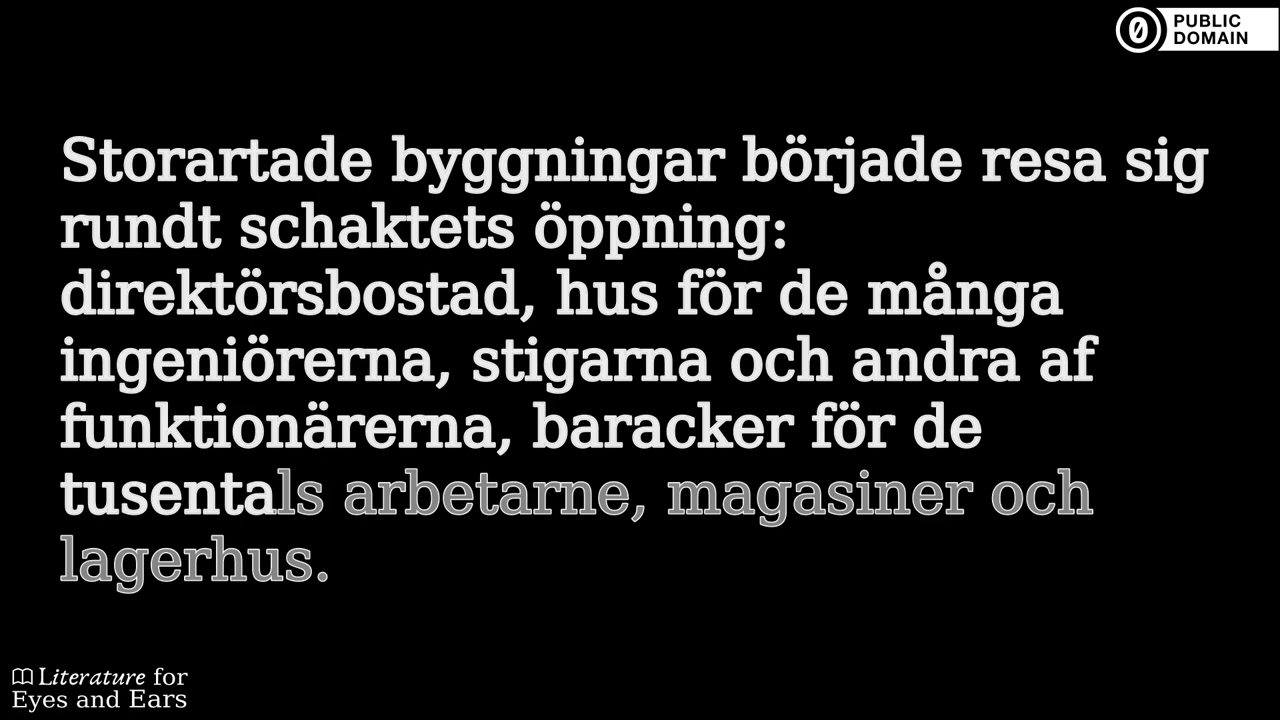 PUBLIC
DOMAIN
Storartade byggningar började resa sig
rundt schaktets öppning:
direktörsbostad, hus för de många
ingeniörerna, stigarna och andra af
funktionärerna, baracker för de
tusentals arbetarne, magasiner och
lagerhus.
Literature for
Eyes and Ears